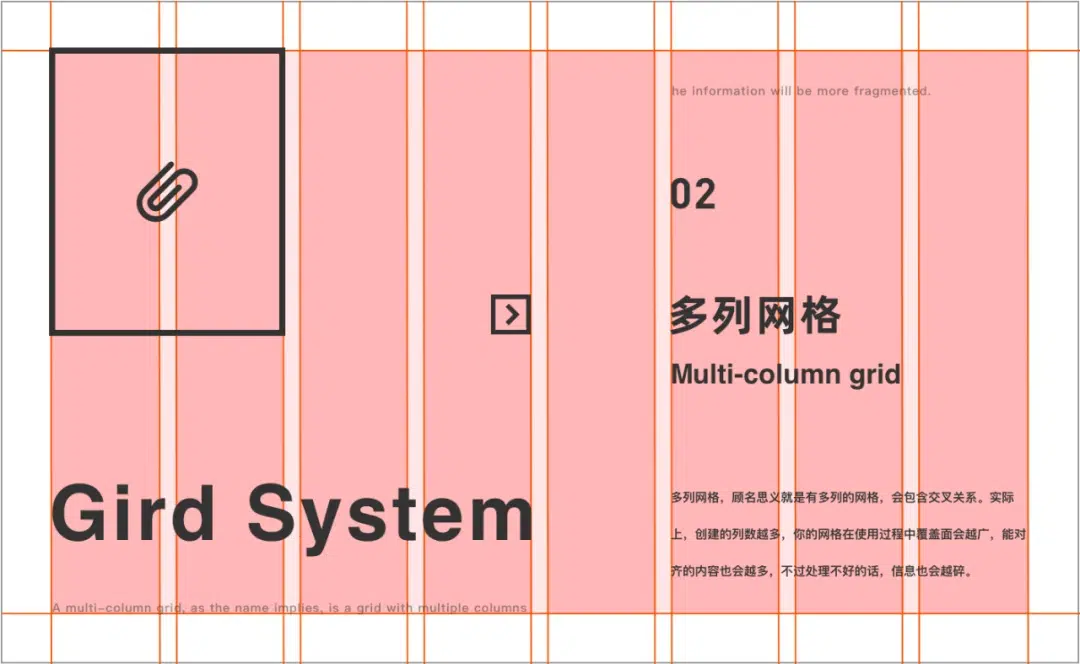 he information will be more fragmented.
02
多列网格
Multi-column grid
Gird System
多列网格，顾名思义就是有多列的网格，会包含交叉关系。实际
上，创建的列数越多，你的网格在使用过程中覆盖面会越广，能对
齐的内容也会越多，不过处理不好的话，信息也会越碎。
A multi-column grid, as the name implies, is a grid with multiple columns